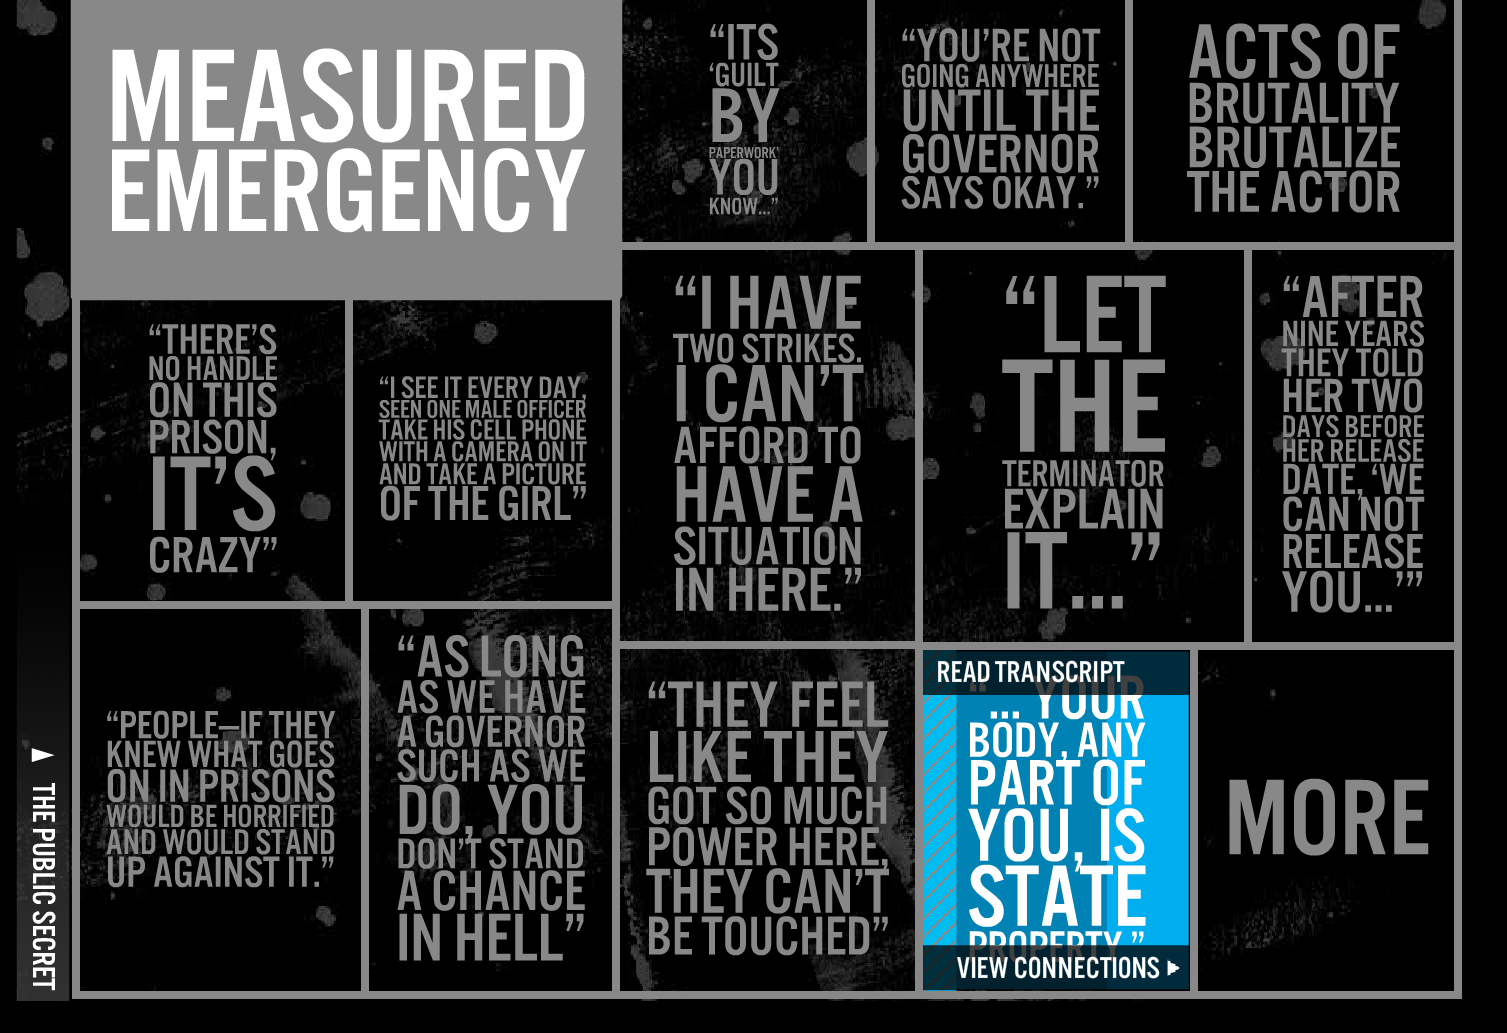 MEASURED
EMERGENCY
“ITS
‘GUILT
BY
PAPERWORK’
YOU
KNOW...”
“YOU’RE NOT
GOING ANYWHERE
UNTIL THE
GOVERNOR
SAYS OKAY.”
ACTS OF
BRUTALITY
BRUTALIZE
THE ACTOR
“THERE’S
NO HANDLE
ON THIS
PRISON,
IT’S
CRAZY”
“I SEE IT EVERY DAY,
SEEN ONE MALE OFFICER
TAKE HIS CELL PHONE
WITH A CAMERA ON IT
AND TAKE A PICTURE
OF THE GIRL”
“I HAVE
TWO STRIKES.
I CAN’T
AFFORD TO
HAVE A
SITUATION
IN HERE.”
“LET
THE
TERMINATOR
EXPLAIN
IT...”
“AFTER
NINE YEARS
THEY TOLD
HER TWO
DAYS BEFORE
HER RELEASE
DATE, ‘WE
CAN NOT
RELEASE
YOU...’”
“PEOPLE—IF THEY
KNEW WHAT GOES
ON IN PRISONS
WOULD BE HORRIFIED
AND WOULD STAND
UP AGAINST IT.”
“AS LONG
AS WE HAVE
A GOVERNOR
SUCH AS WE
DO, YOU
DON’T STAND
A CHANCE
IN HELL”
“THEY FEEL
LIKE THEY
GOT SO MUCH
POWER HERE,
THEY CAN’T
BE TOUCHED”
READ TRANSCRIPT
“... YOUR
BODY, ANY
PART OF
YOU, IS
STATE
PROPERTY.”
VIEW CONNECTIONS
MORE
THE PUBLIC SECRET